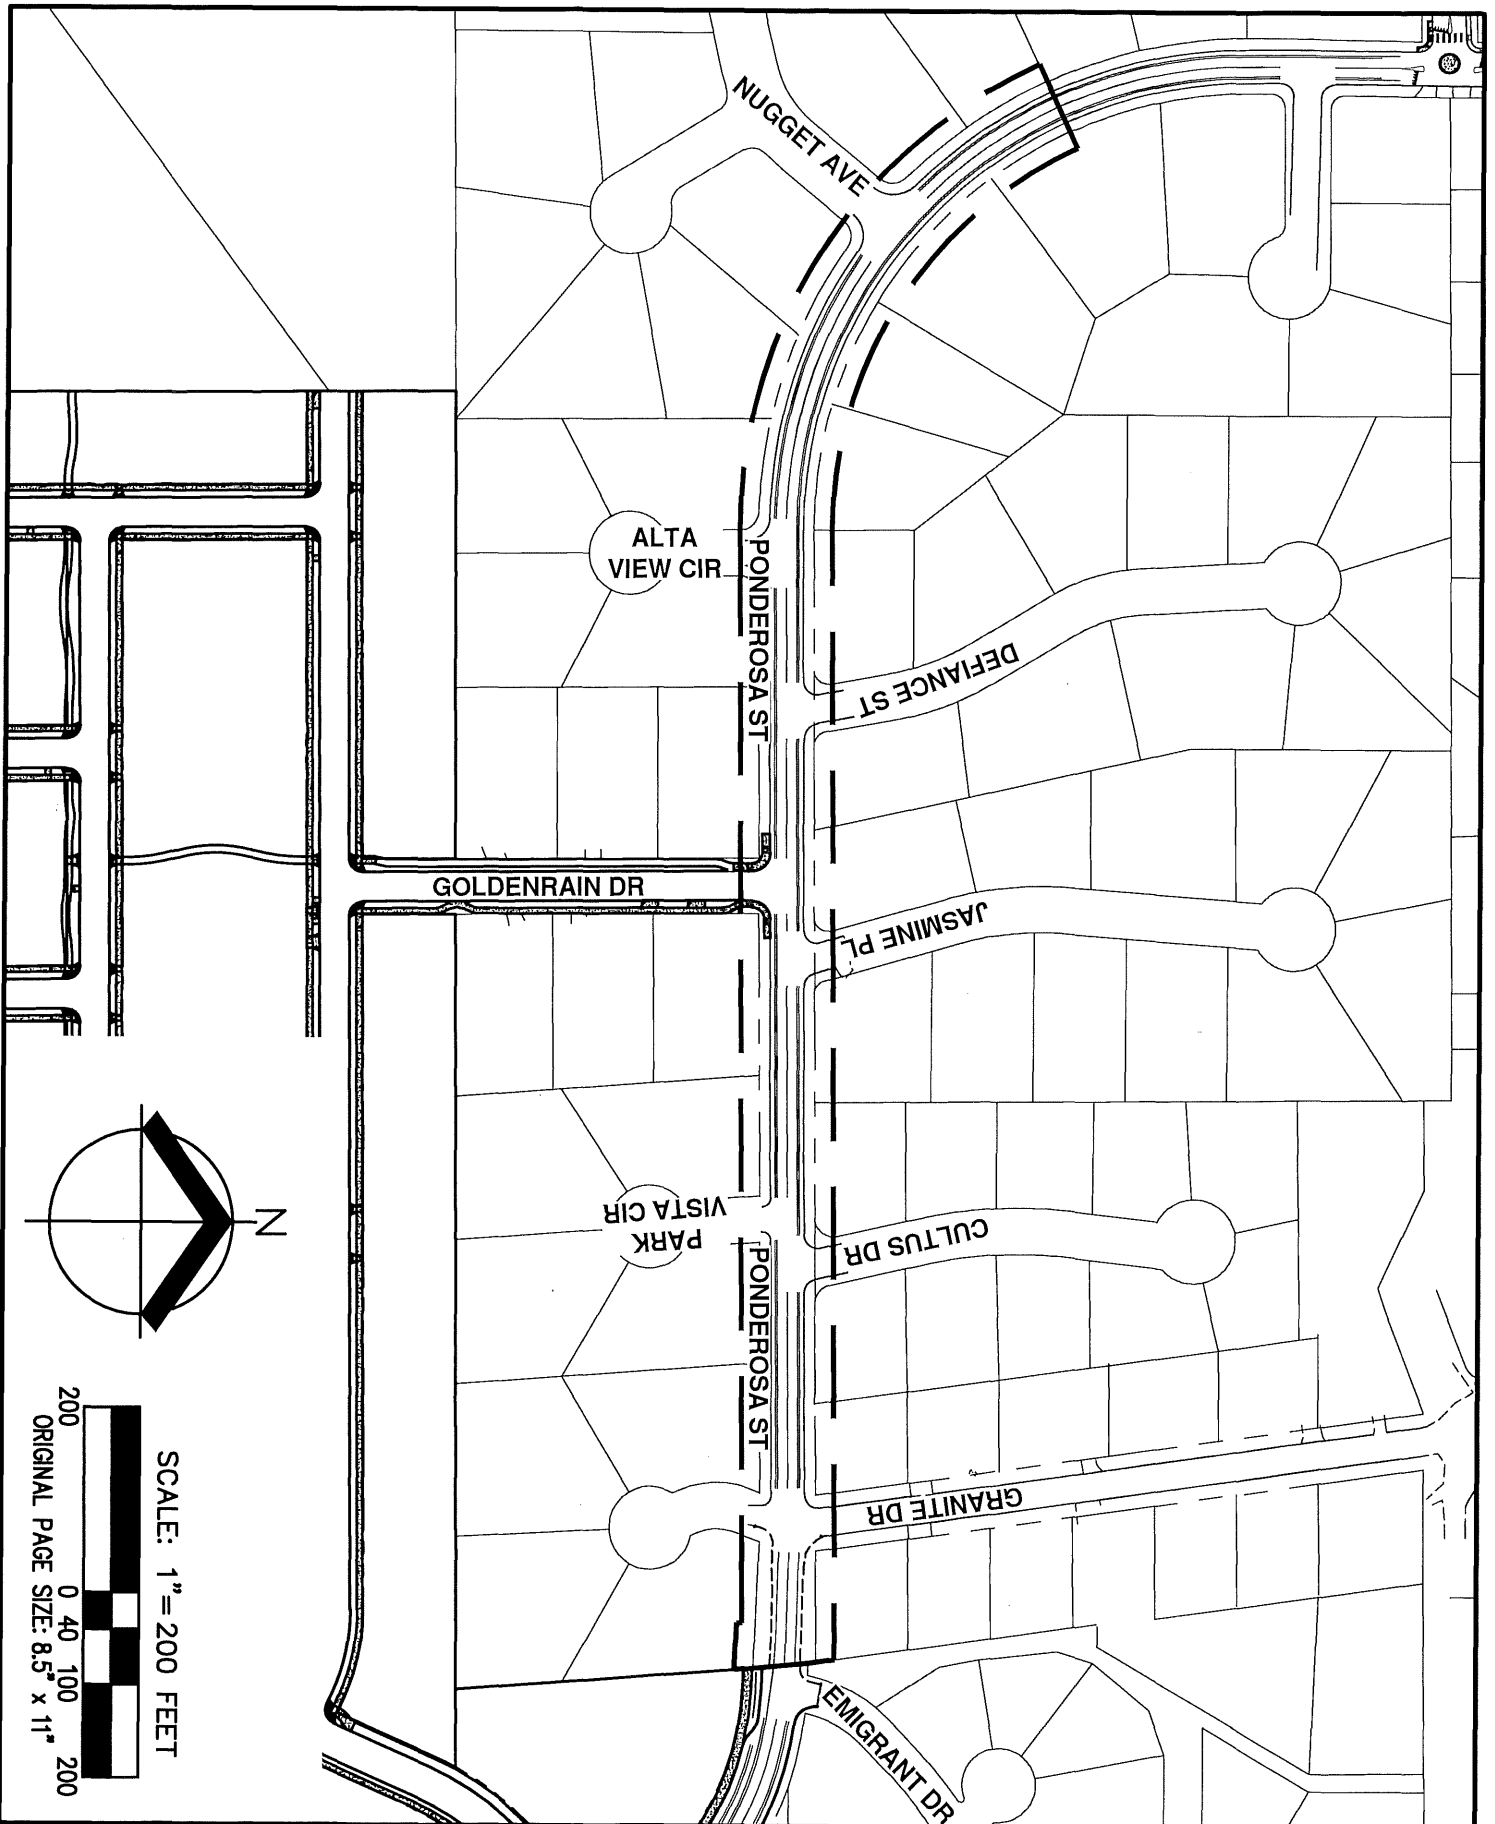 NUGGET AVE
ALTA
VIEW CIR
PONDEROSA ST
DEFIANCE ST
GOLDENRAIN DR
JASMINE PL
PARK
VISTA CIR
CULTUS DR
PONDEROSA ST
GRANITE DR
EMIGRANT DR
N
SCALE: 1"=200 FEET
200 0 40 100 200
ORIGINAL PAGE SIZE: 8.5" x 11"